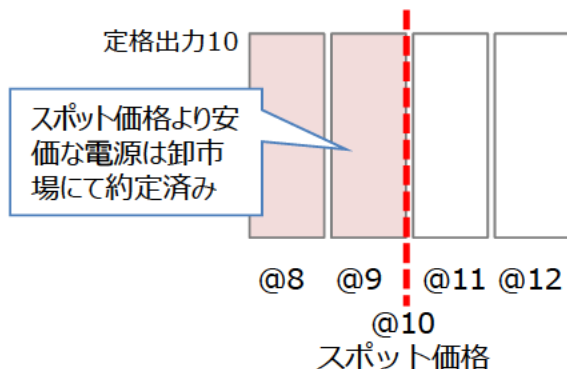 定格出力10
スポット価格より安
価な電源は卸市
場にて約定済み
@8 @9 @11 @12
@10
スポット価格